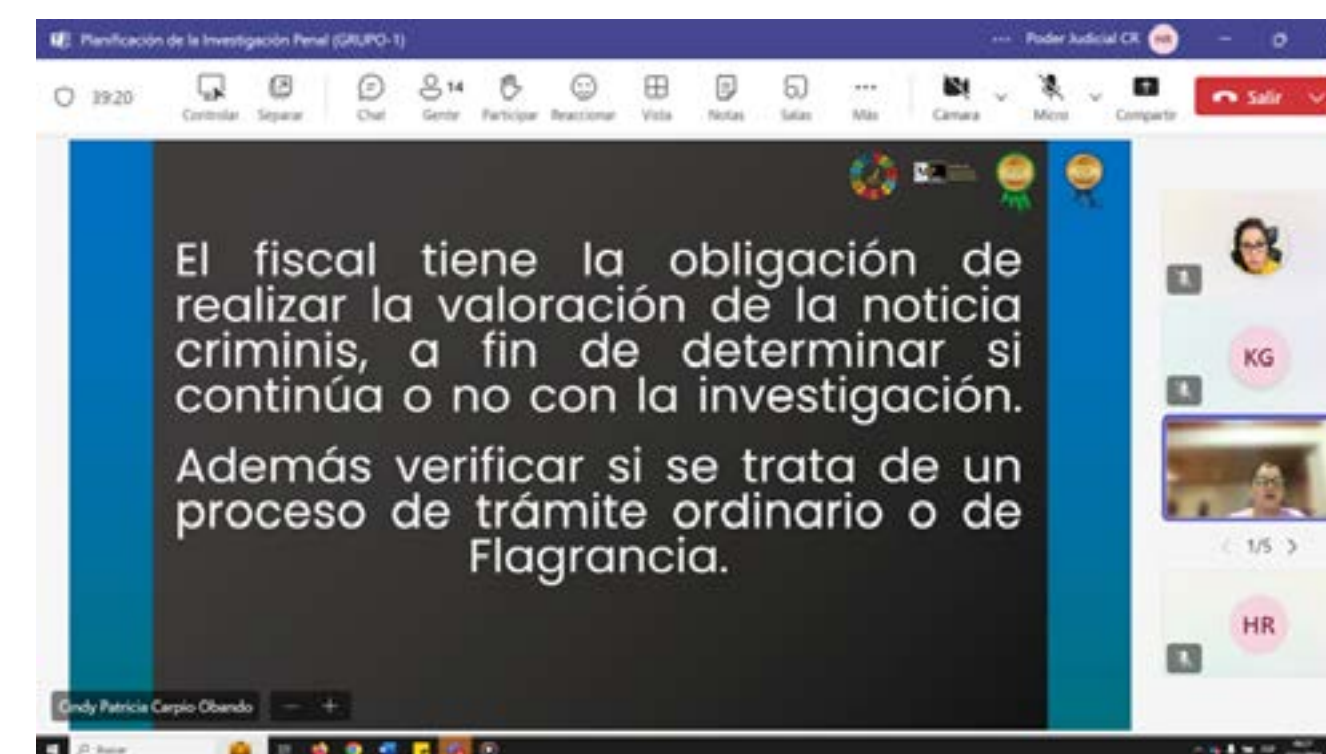 Planificación de la Investigación Penal (GRUPO-1)
Poder Judicial CR HR
39:20
Controlar Separar Chat 14 Gente Participar Reaccionar Vista Notas Salas Más Cámara Micro Compartir Salir
El fiscal tiene la obligación de
realizar la valoración de la noticia
criminis, a fin de determinar si
continúa o no con la investigación.
Además verificar si se trata de un
proceso de trámite ordinario o de
Flagrancia.
KG
1/5
HR
Cindy Patricia Carpio Obando
Buscar